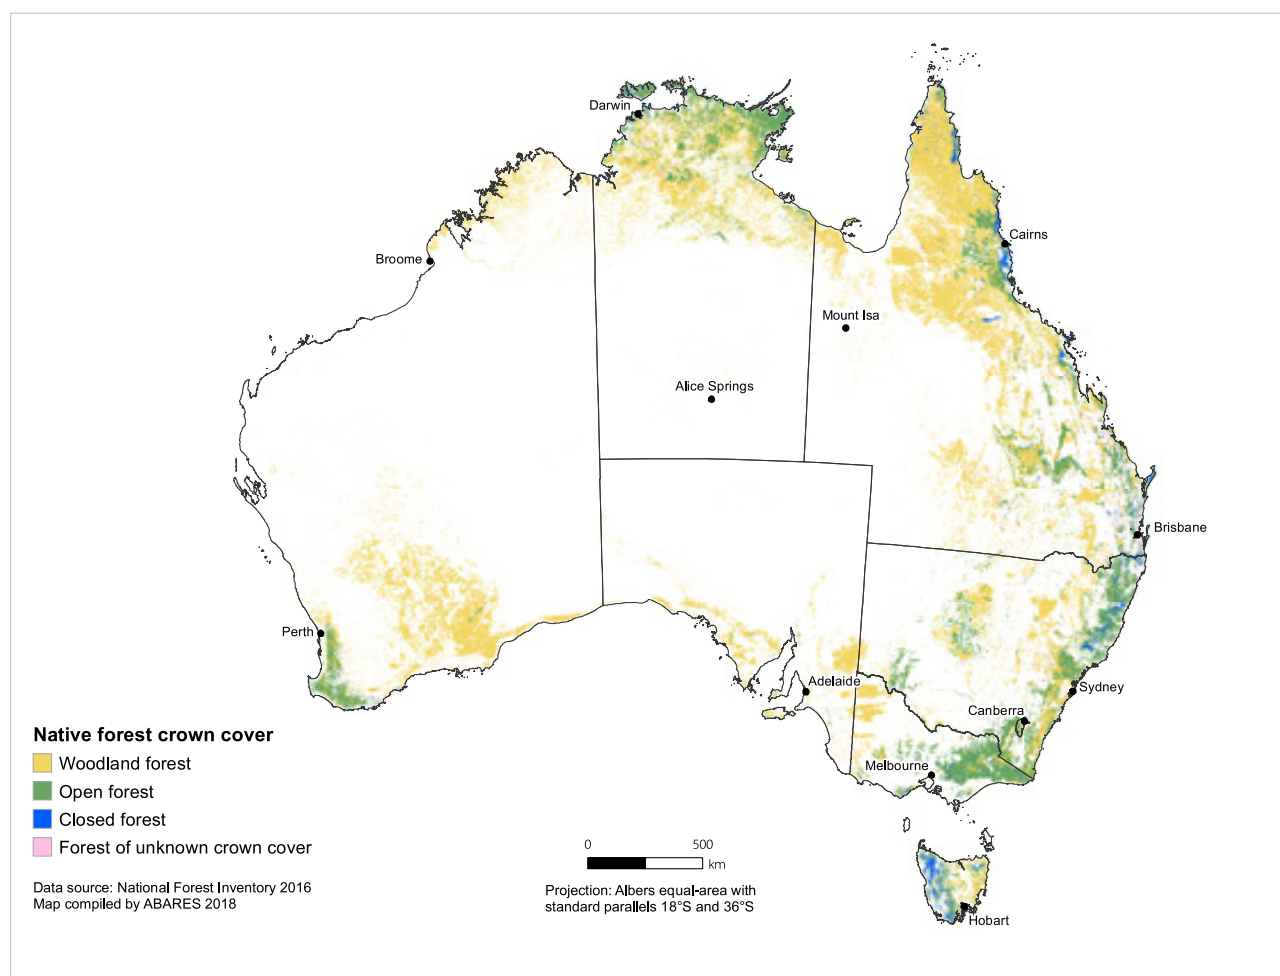 Darwin
Cairns
Broome
Mount Isa
Alice Springs
Brisbane
Perth
Adelaide
Sydney
Canberra
Melbourne
Hobart
Native forest crown cover
Woodland forest
Open forest
Closed forest
Forest of unknown crown cover
Data source: National Forest Inventory 2016
Map compiled by ABARES 2018
0 500
km
Projection: Albers equal-area with
standard parallels 18°S and 36°S